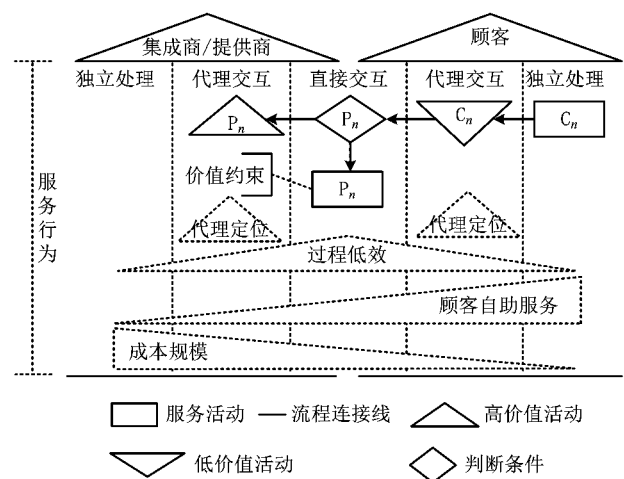 集成商/提供商
顾客
独立处理 代理交互 直接交互 代理交互 独立处理
Pn Pn Cn Cn
价值约束 Pn
服务行为
代理定位 代理定位
过程低效
顾客自助服务
成本规模
服务活动 流程连接线 高价值活动
低价值活动 判断条件